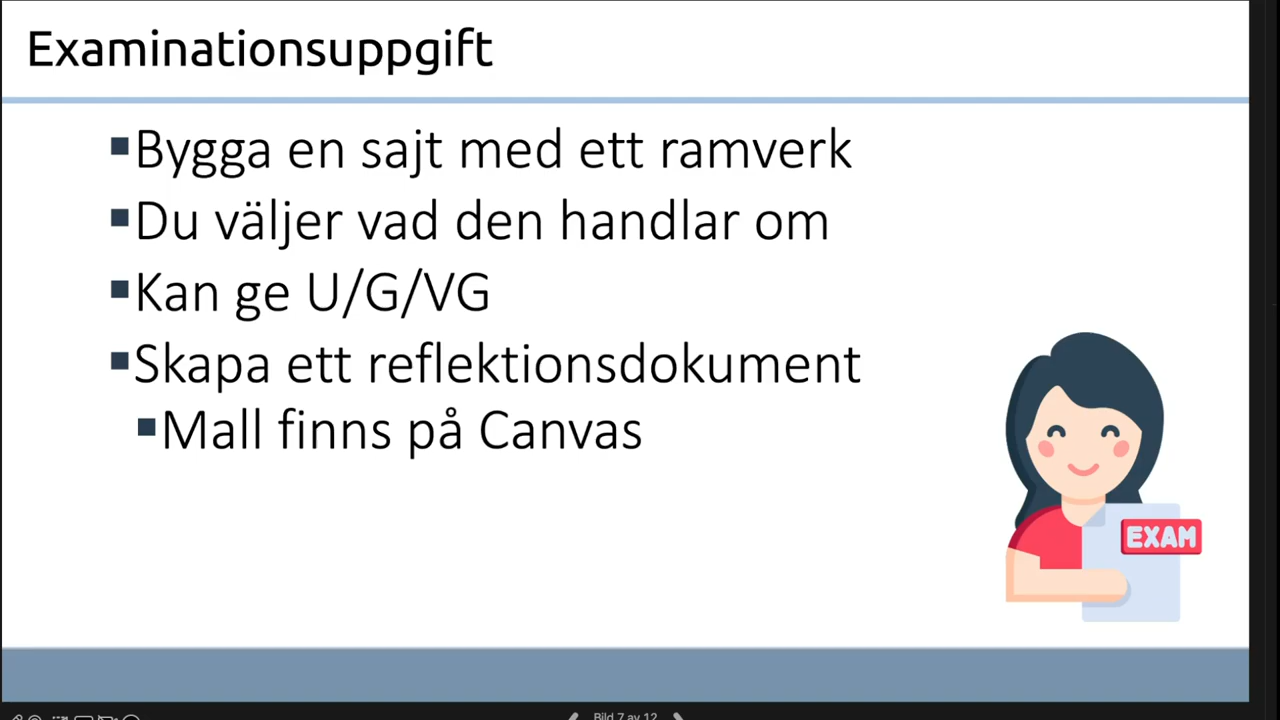 Examinationsuppgift
Bygga en sajt med ett ramverk
Du väljer vad den handlar om
Kan ge U/G/VG
Skapa ett reflektionsdokument
Mall finns på Canvas
EXAM
Bild 7 av 12